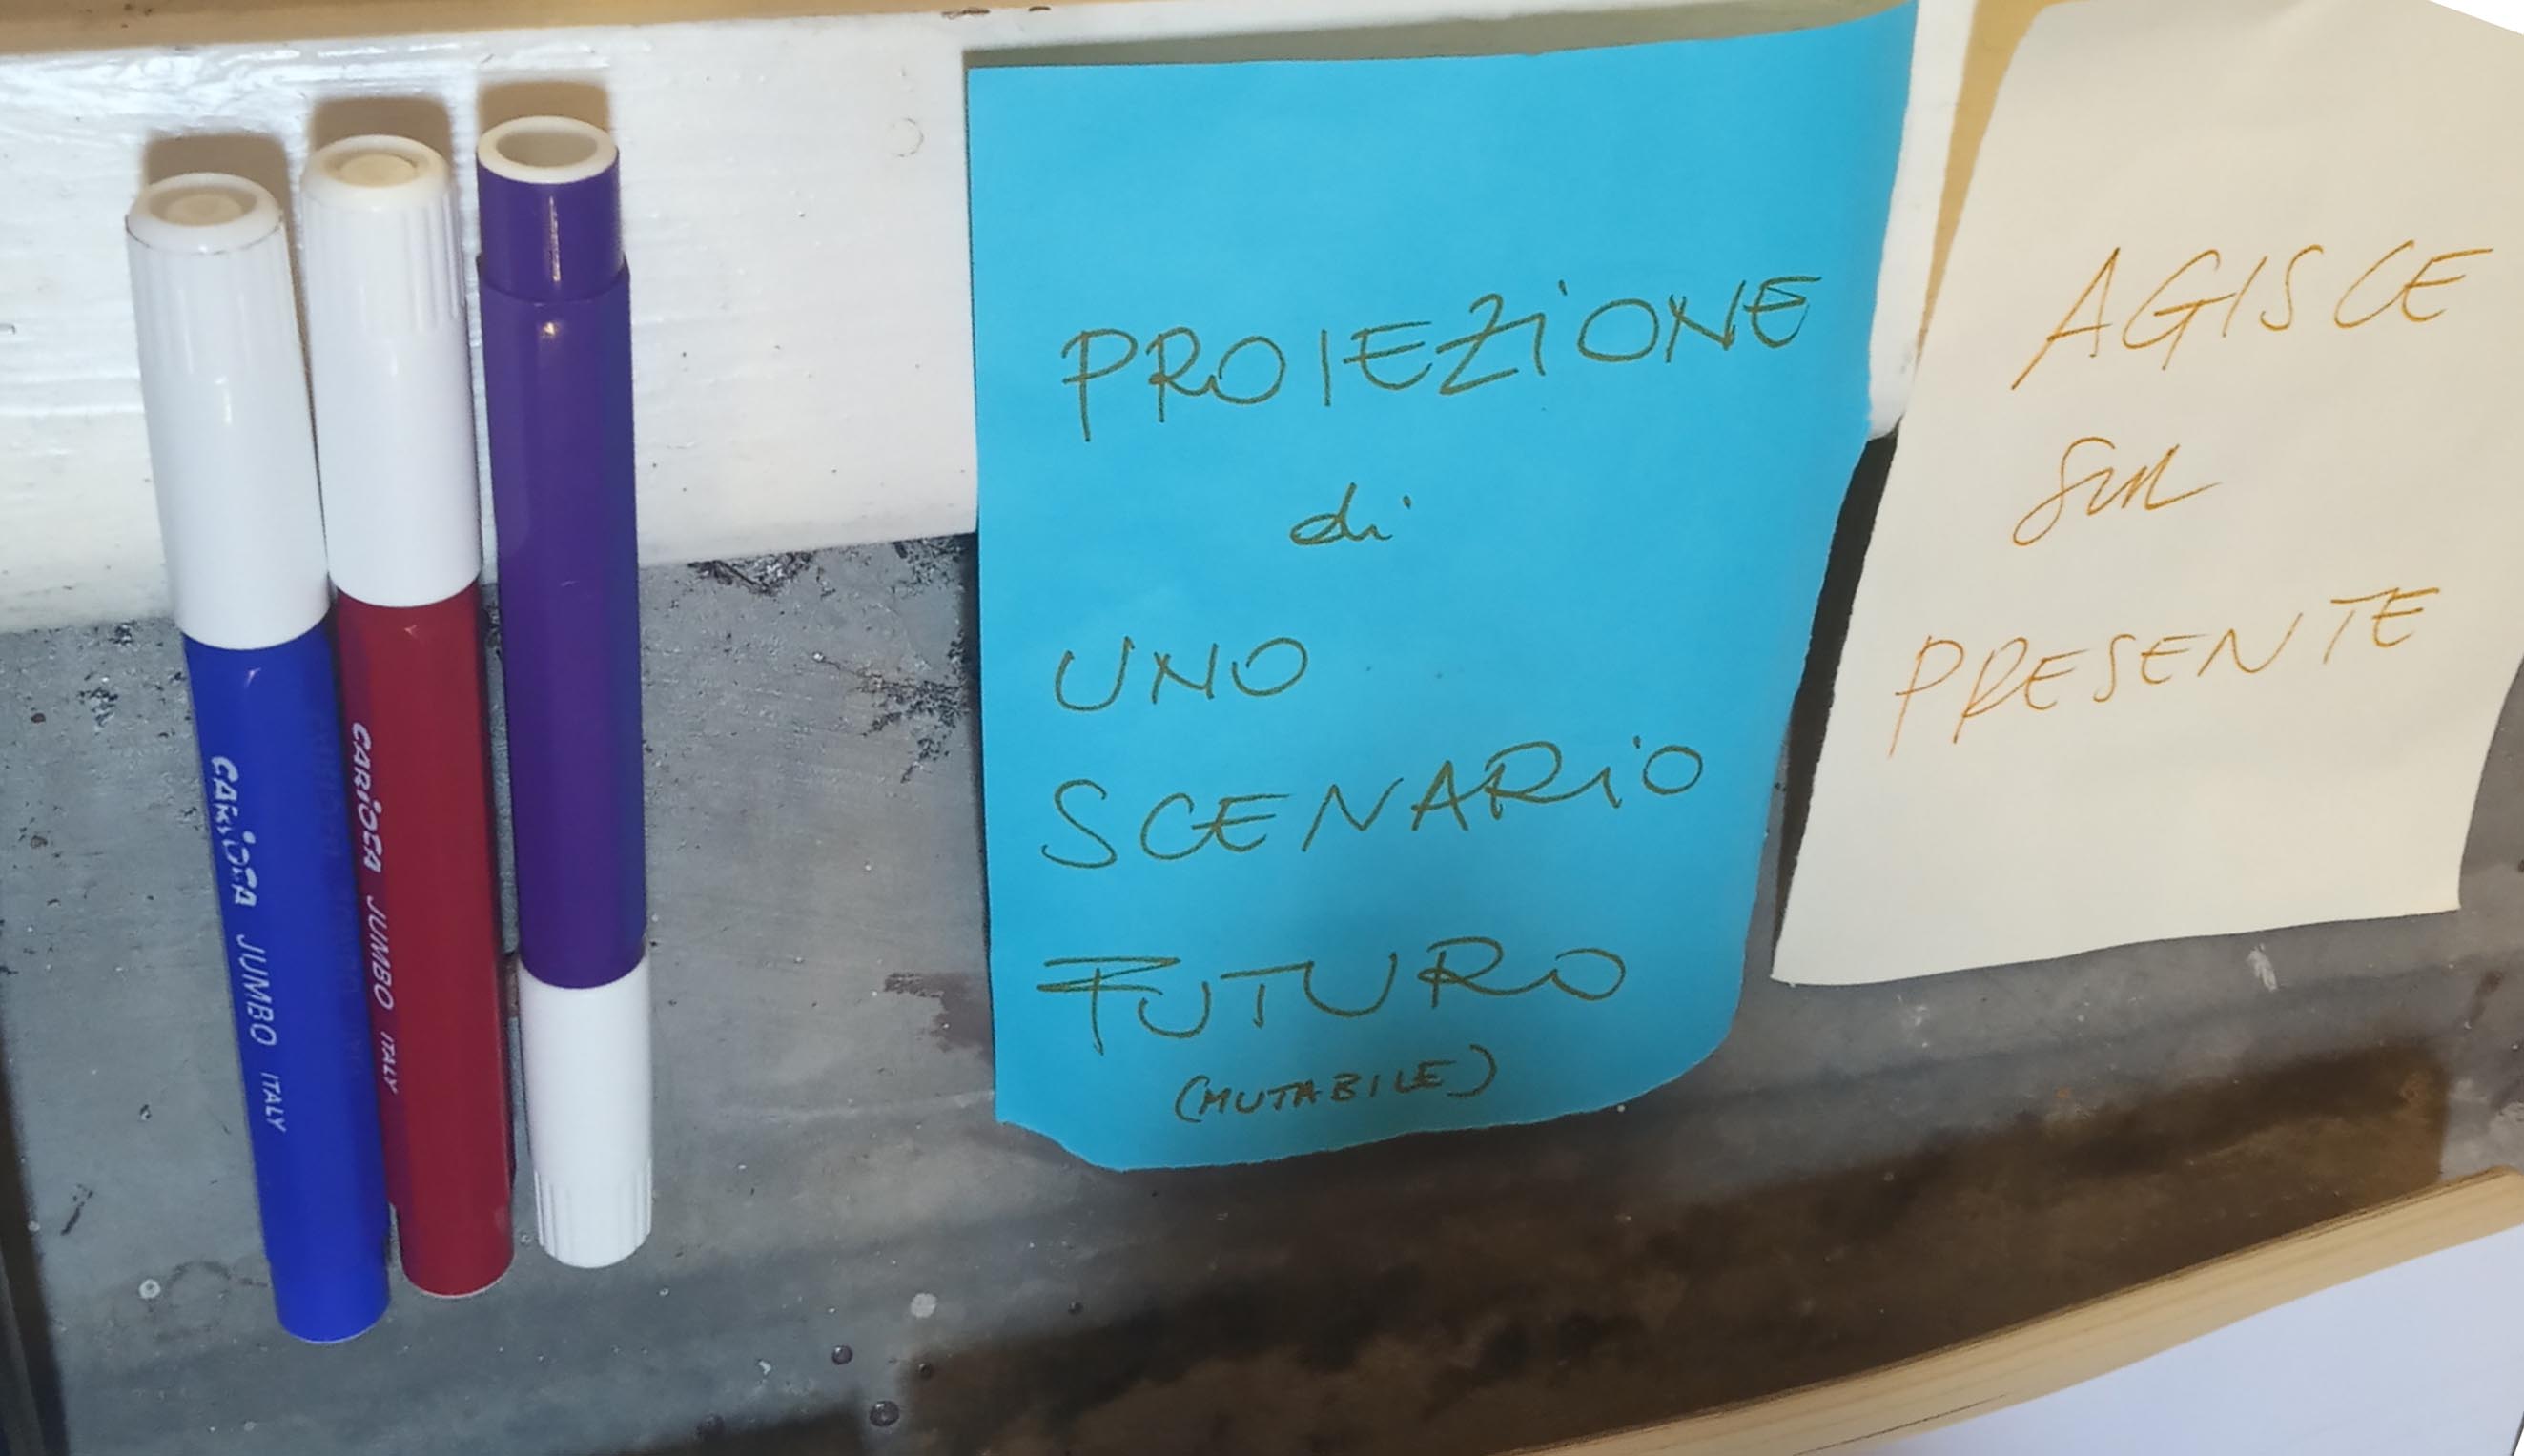 CARIOCA JUMBO ITALY
CARIOCA JUMBO ITALY
PROIEZIONE
di
UNO
SCENARIO
FUTURO
(MUTABILE)
AGISCE
sul
PRESENTE